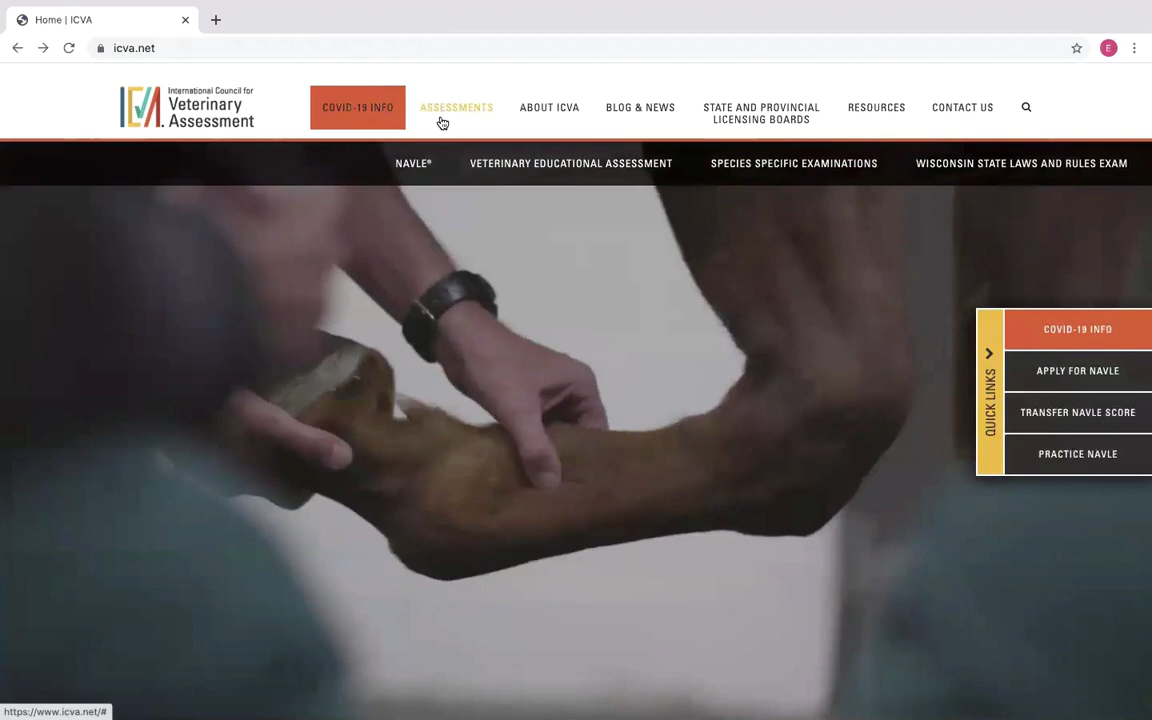 Home | ICVA
icva.net
E
International Council for
Veterinary
Assessment
ICVA.
COVID-19 INFO
ASSESSMENTS
ABOUT ICVA
BLOG & NEWS
STATE AND PROVINCIAL
LICENSING BOARDS
RESOURCES
CONTACT US
NAVLE®
VETERINARY EDUCATIONAL ASSESSMENT
SPECIES SPECIFIC EXAMINATIONS
WISCONSIN STATE LAWS AND RULES EXAM
QUICK LINKS
COVID-19 INFO
APPLY FOR NAVLE
TRANSFER NAVLE SCORE
PRACTICE NAVLE
https://www.icva.net/#